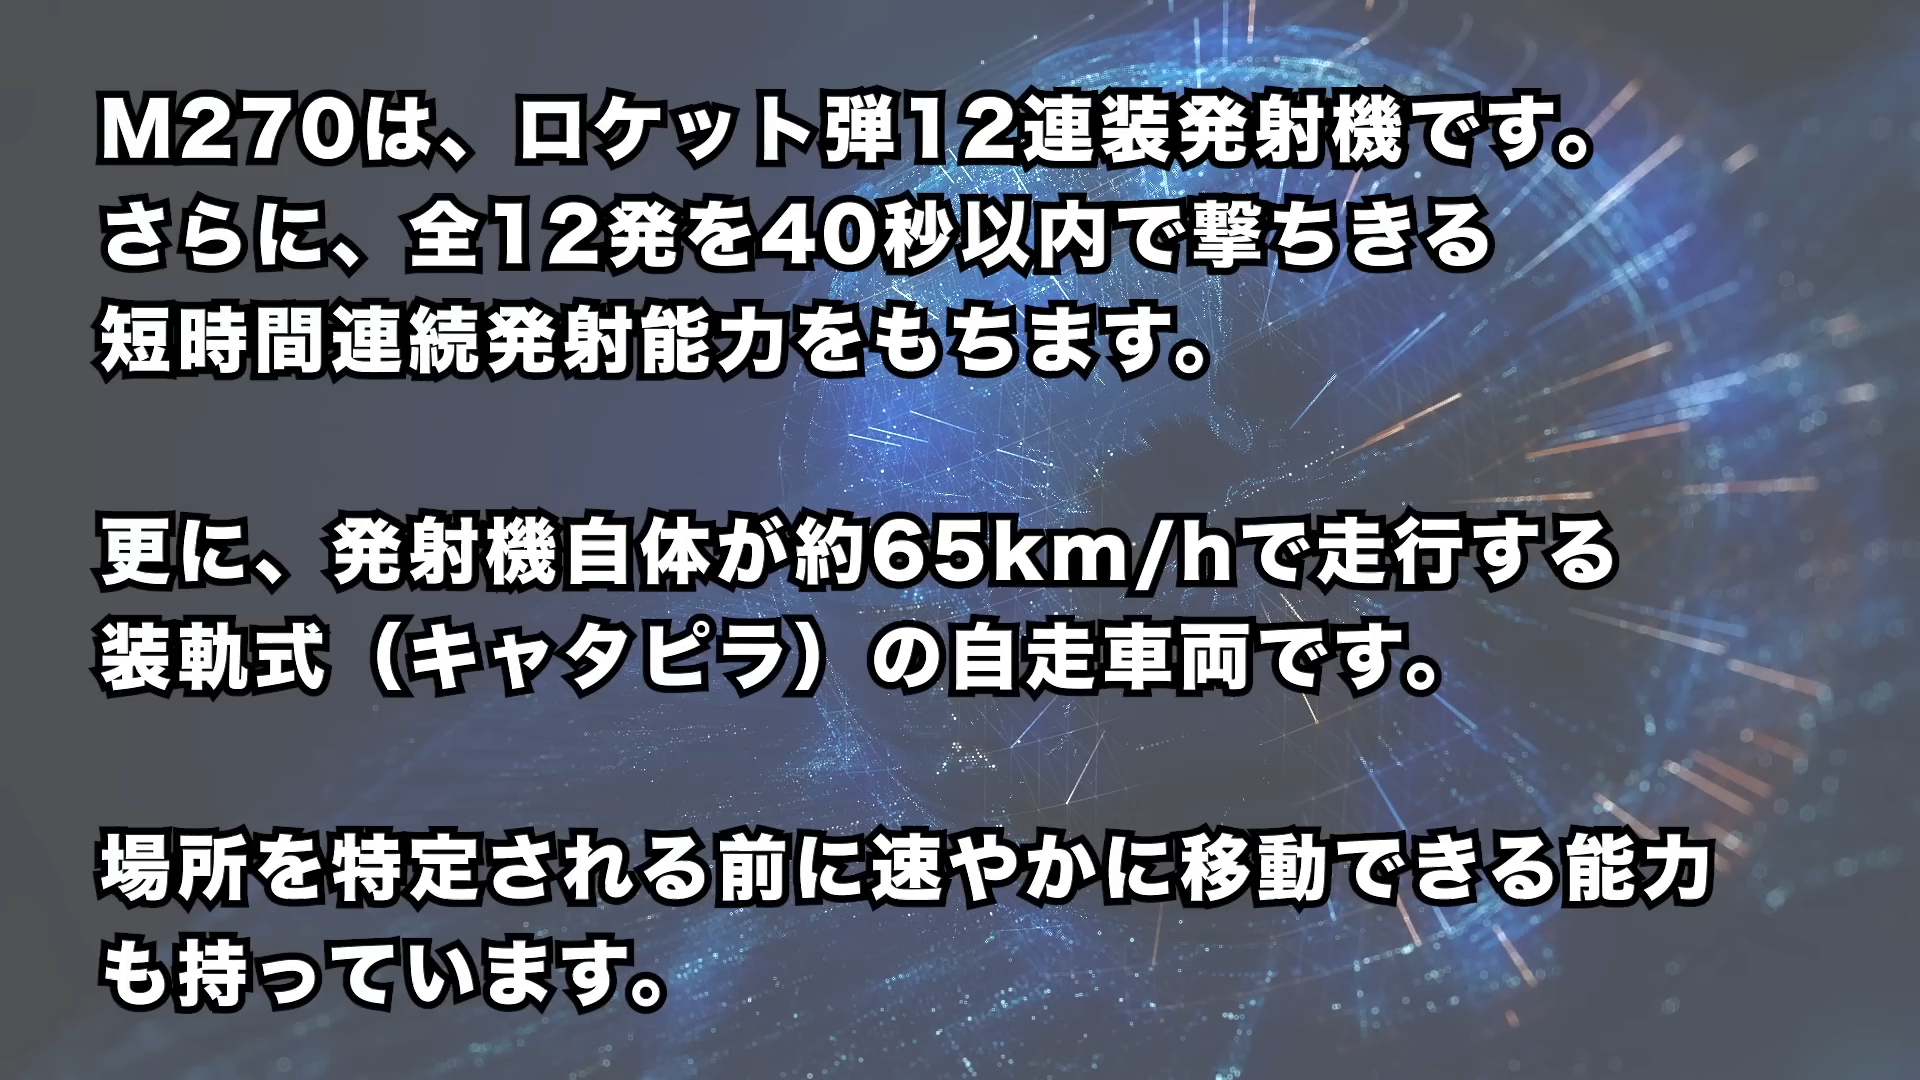 M270は、ロケット弾12連装発射機です。
さらに、全12発を40秒以内で撃ちきる
短時間連続発射能力をもちます。
更に、発射機自体が約65km/hで走行する
装軌式（キャタピラ）の自走車両です。
場所を特定される前に速やかに移動できる能力
も持っています。